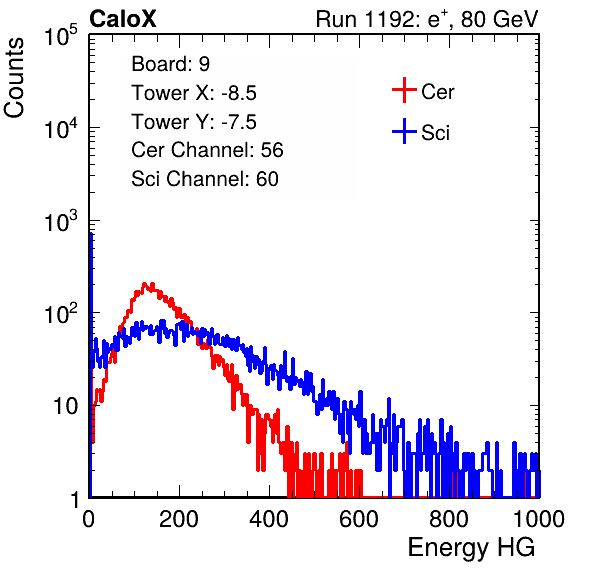 CaloX Run 1192: e⁺, 80 GeV
Counts
Board: 9
Tower X: -8.5
Tower Y: -7.5
Cer Channel: 56
Sci Channel: 60
Cer
Sci
10⁵
10⁴
10³
10²
10
1
0 200 400 600 800 1000
Energy HG